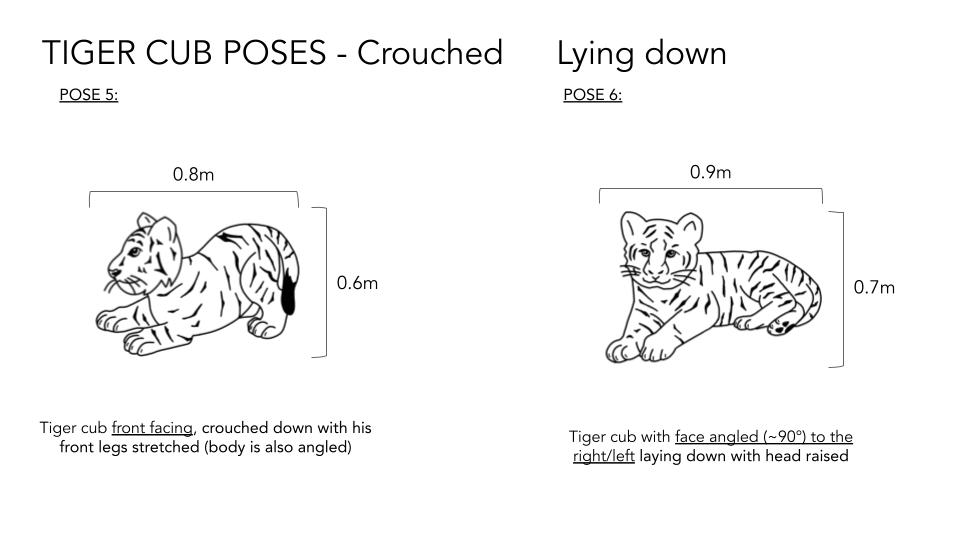 TIGER CUB POSES - Crouched
POSE 5:
0.8m
0.6m
Tiger cub front facing, crouched down with his
front legs stretched (body is also angled)
Lying down
POSE 6:
0.9m
0.7m
Tiger cub with face angled (~90°) to the
right/left laying down with head raised